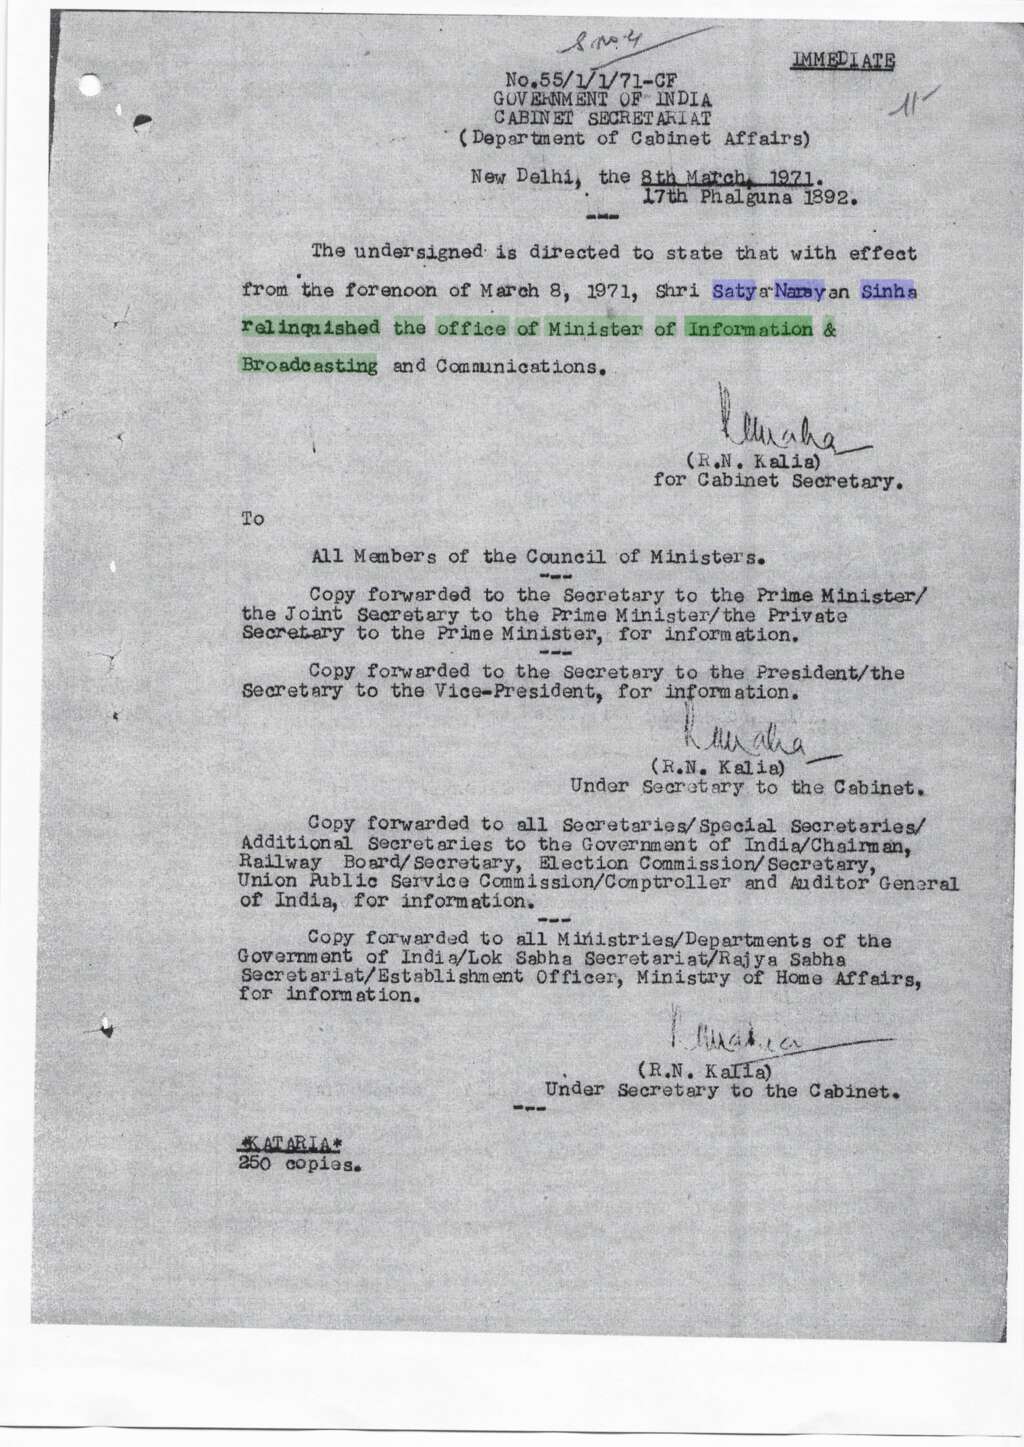 S.No.4
IMMEDIATE
No.55/1/1/71-CF
GOVERNMENT OF INDIA
CABINET SECRETARIAT
(Department of Cabinet Affairs)
New Delhi, the 8th March, 1971.
17th Phalguna 1892.
---
The undersigned is directed to state that with effect
from the forenoon of March 8, 1971, Shri Satya Narayan Sinha
relinquished the office of Minister of Information &
Broadcasting and Communications.
(R.N. Kalia)
for Cabinet Secretary.
To
All Members of the Council of Ministers.
---
Copy forwarded to the Secretary to the Prime Minister/
the Joint Secretary to the Prime Minister/the Private
Secretary to the Prime Minister, for information.
---
Copy forwarded to the Secretary to the President/the
Secretary to the Vice-President, for information.
(R.N. Kalia)
Under Secretary to the Cabinet.
Copy forwarded to all Secretaries/Special Secretaries/
Additional Secretaries to the Government of India/Chairman,
Railway Board/Secretary, Election Commission/Secretary,
Union Public Service Commission/Comptroller and Auditor General
of India, for information.
---
Copy forwarded to all Ministries/Departments of the
Government of India/Lok Sabha Secretariat/Rajya Sabha
Secretariat/Establishment Officer, Ministry of Home Affairs,
for information.
(R.N. Kalia)
Under Secretary to the Cabinet.
---
*KATARIA*
250 copies.